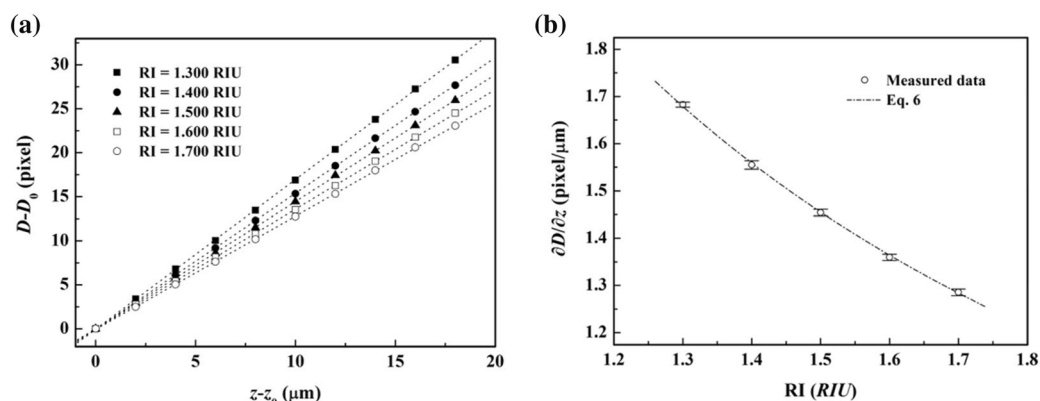 (a)
D-D₀ (pixel)
30
25
20
15
10
5
0
RI = 1.300 RIU
RI = 1.400 RIU
RI = 1.500 RIU
RI = 1.600 RIU
RI = 1.700 RIU
0 5 10 15 20
z-z₀ (μm)
(b)
∂D/∂z (pixel/μm)
1.8
1.7
1.6
1.5
1.4
1.3
1.2
Measured data
Eq. 6
1.2 1.3 1.4 1.5 1.6 1.7 1.8
RI (RIU)